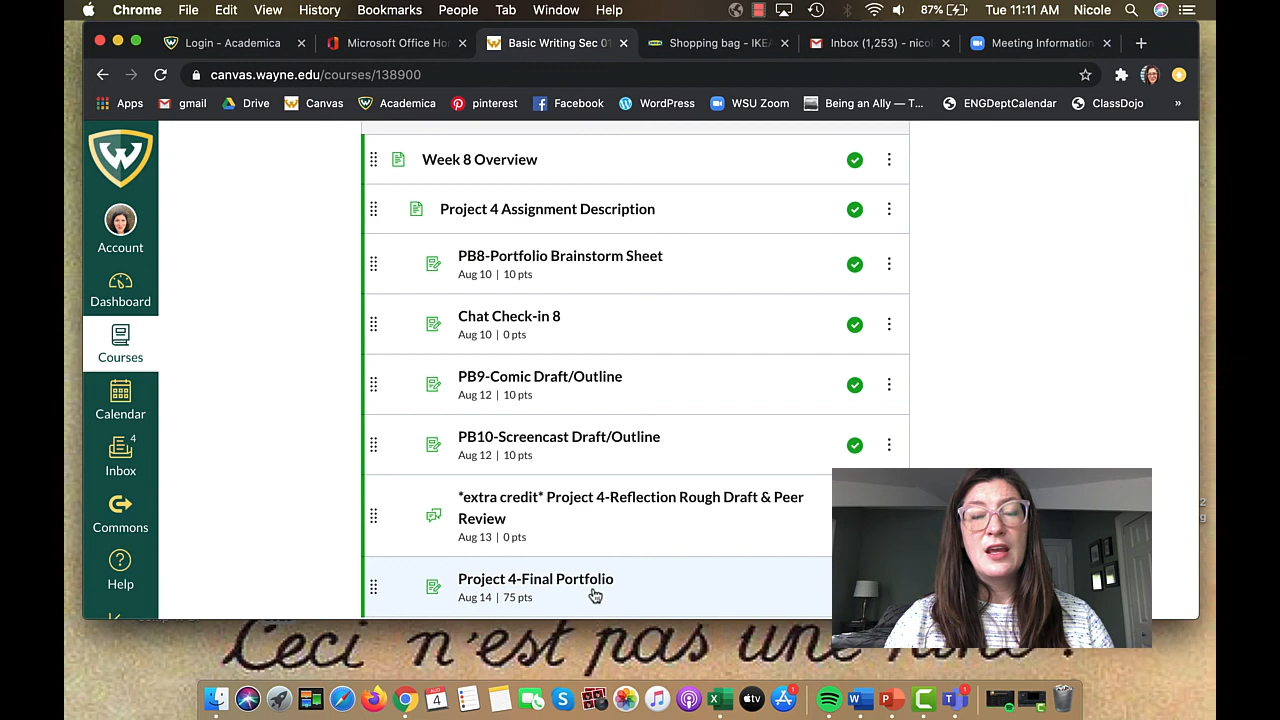 Chrome File Edit View History Bookmarks People Tab Window Help 87% Tue 11:11 AM Nicole
Login - Academica Microsoft Office Ho Basic Writing Sec 01 Shopping bag - IKEA Inbox (1,253) - nicol Meeting Information
canvas.wayne.edu/courses/138900
Apps gmail Drive Canvas Academica pinterest Facebook WordPress WSU Zoom Being an Ally — T... ENGDeptCalendar ClassDojo »
W
Account
Dashboard
Courses
Calendar
4
Inbox
Commons
Help
Week 8 Overview
Project 4 Assignment Description
PB8-Portfolio Brainstorm Sheet
Aug 10 | 10 pts
Chat Check-in 8
Aug 10 | 0 pts
PB9-Comic Draft/Outline
Aug 12 | 10 pts
PB10-Screencast Draft/Outline
Aug 12 | 10 pts
*extra credit* Project 4-Reflection Rough Draft & Peer
Review
Aug 13 | 0 pts
Project 4-Final Portfolio
Aug 14 | 75 pts
Ceci n'est pas une